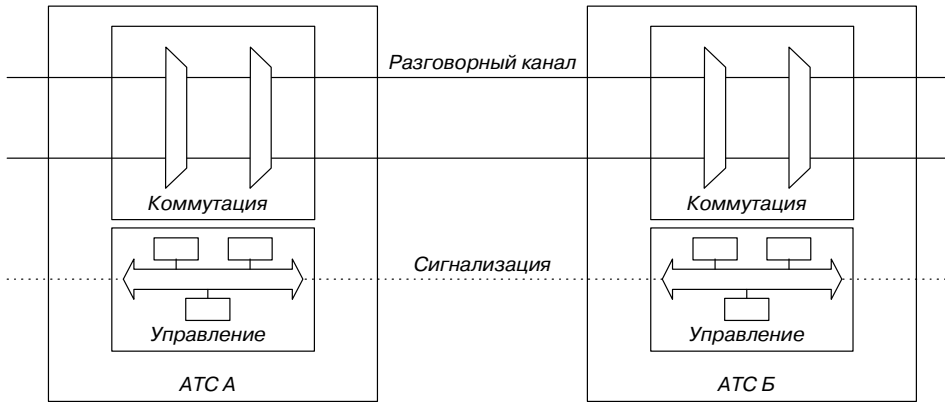 Разговорный канал
Коммутация
Коммутация
Сигнализация
Управление
Управление
АТС А
АТС Б